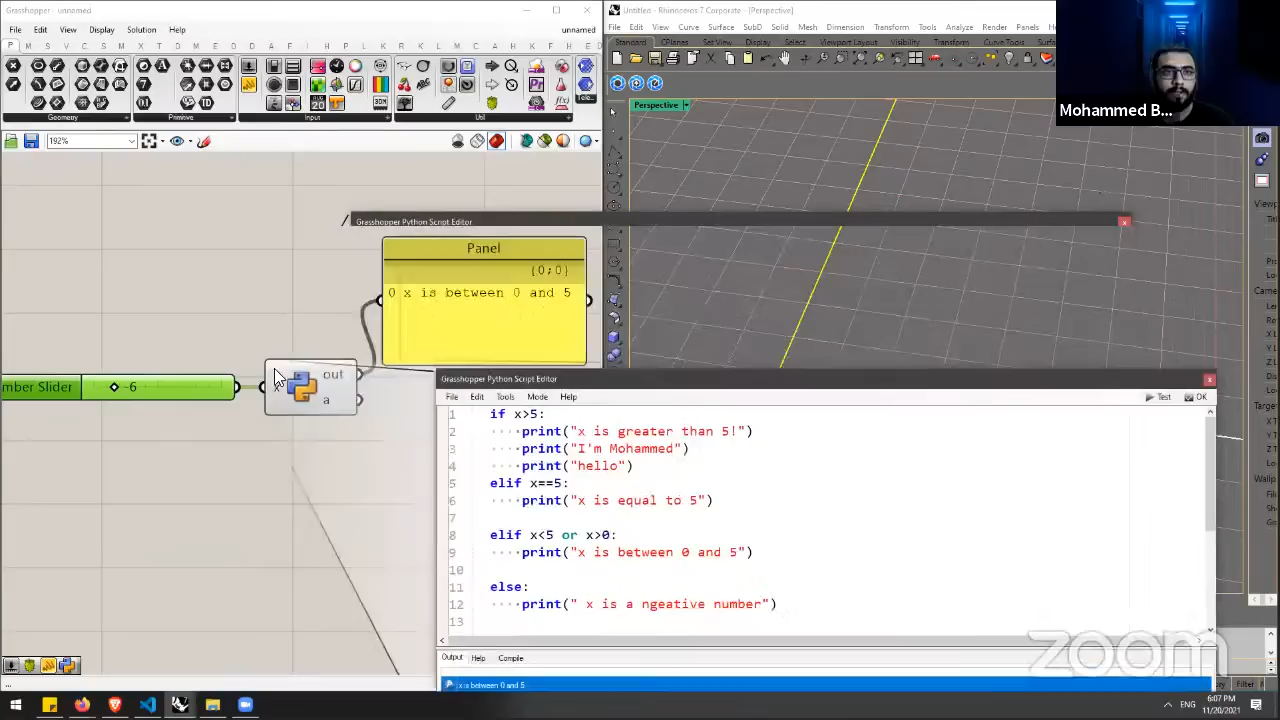 Grasshopper - unnamed
File Edit View Display Solution Help
unnamed
Geometry
Primitive
Input
Util
192%
Untitled - Rhinoceros 7 Corporate - [Perspective]
File Edit View Curve Surface SubD Solid Mesh Dimension Transform Tools Analyze Render Panels
Standard CPlanes Set View Display Select Viewport Layout Visibility Transform Curve Tools
Perspective
Mohammed B...
Grasshopper Python Script Editor
Panel
{0;0}
0 x is between 0 and 5
mber Slider
-6
x
out
a
Grasshopper Python Script Editor
File Edit Tools Mode Help
Test OK
1 if x>5:
2 print("x is greater than 5!")
3 print("I'm Mohammed")
4 print("hello")
5 elif x==5:
6 print("x is equal to 5")
7
8 elif x<5 or x>0:
9 print("x is between 0 and 5")
10
11 else:
12 print(" x is a ngeative number")
13
Output Help Compile
x is between 0 and 5
zoom
Filter
ENG
6:07 PM
11/20/2021